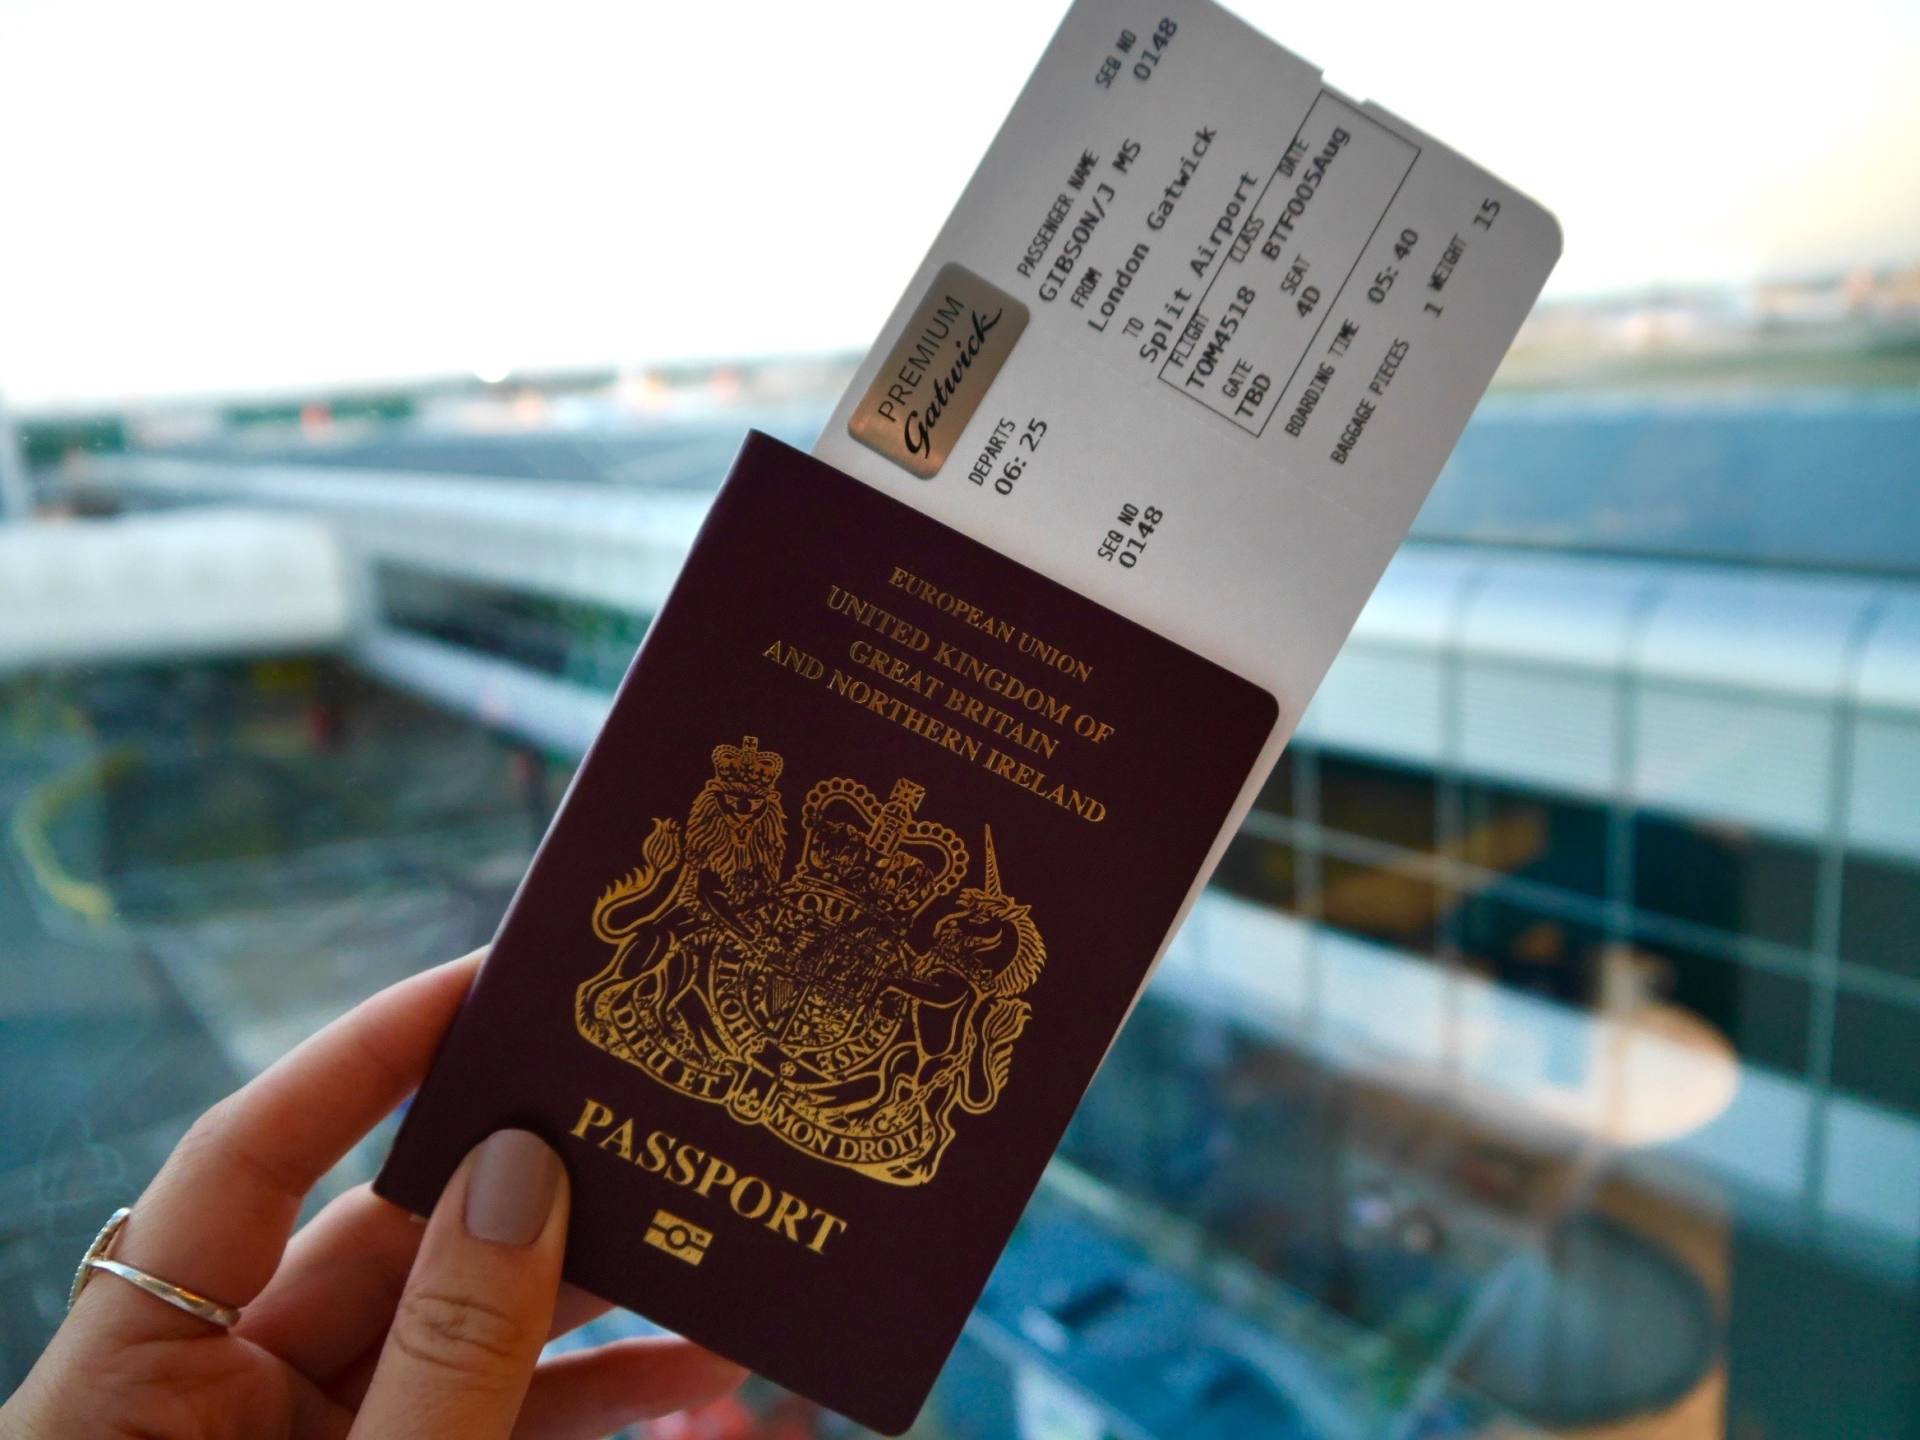 SEQ NO
0148
PASSENGER NAME
GIBSON/J MS
FROM
London Gatwick
TO
Split Airport
FLIGHT CLASS DATE
TOM4518 BTF005Aug
GATE SEAT
TBD 4D
BOARDING TIME 05:40
BAGGAGE PIECES 1 WEIGHT 15
PREMIUM
Gatwick
DEPARTS
06:25
SEQ NO
0148
EUROPEAN UNION
UNITED KINGDOM OF
GREAT BRITAIN
AND NORTHERN IRELAND
DIEU ET MON DROIT
PASSPORT